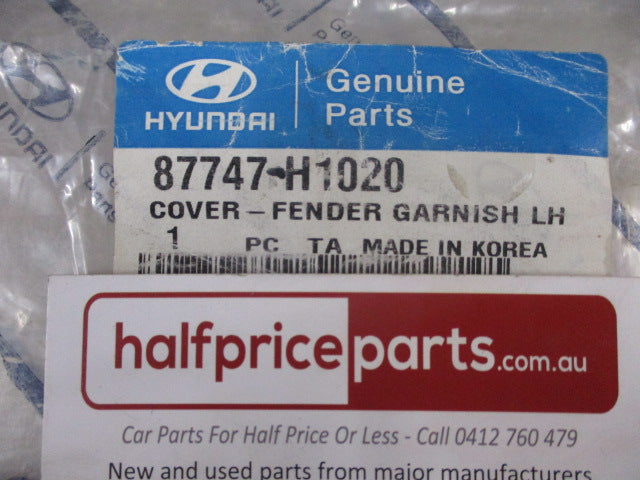 HYUNDAI
Genuine
Parts
87747-H1020
COVER - FENDER GARNISH LH
1 PC TA MADE IN KOREA
halfpriceparts.com.au
Car Parts For Half Price Or Less - Call 0412 760 479
New and used parts from major manufacturers